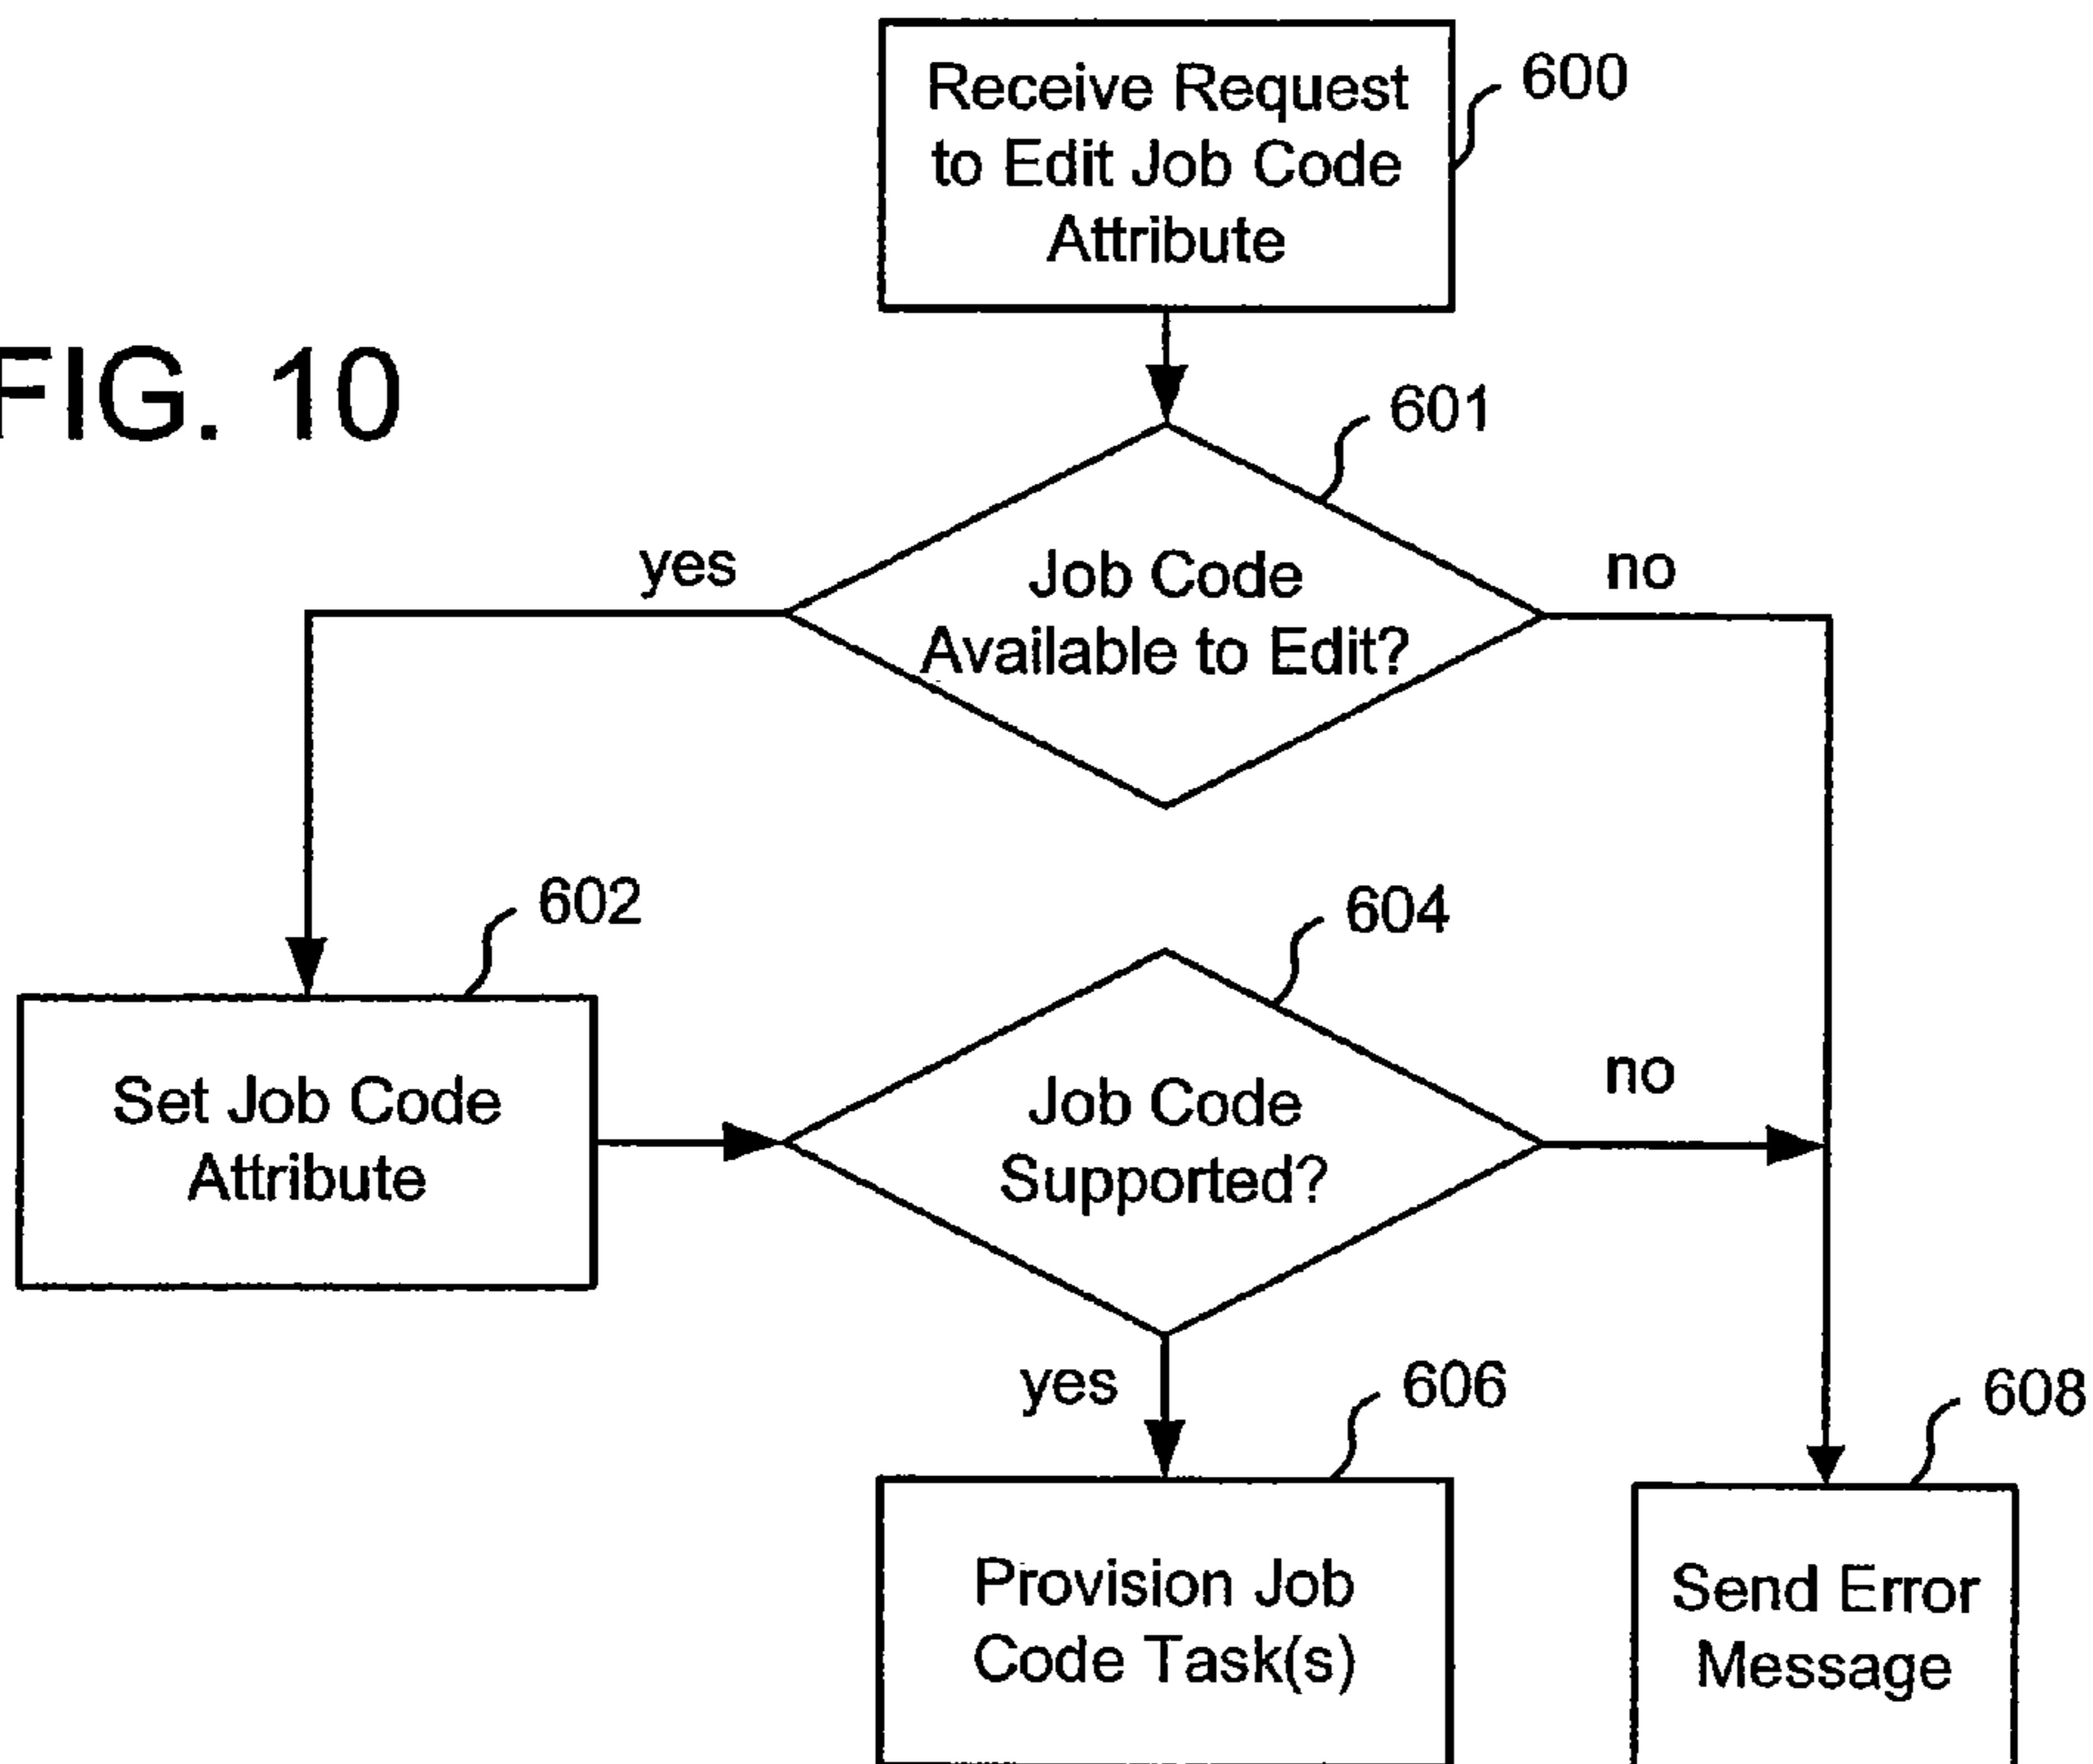 Receive Request
to Edit Job Code
Attribute
600
FIG. 10
601
Job Code
Available to Edit?
yes
no
602
Set Job Code
Attribute
604
Job Code
Supported?
no
yes
606
Provision Job
Code Task(s)
608
Send Error
Message